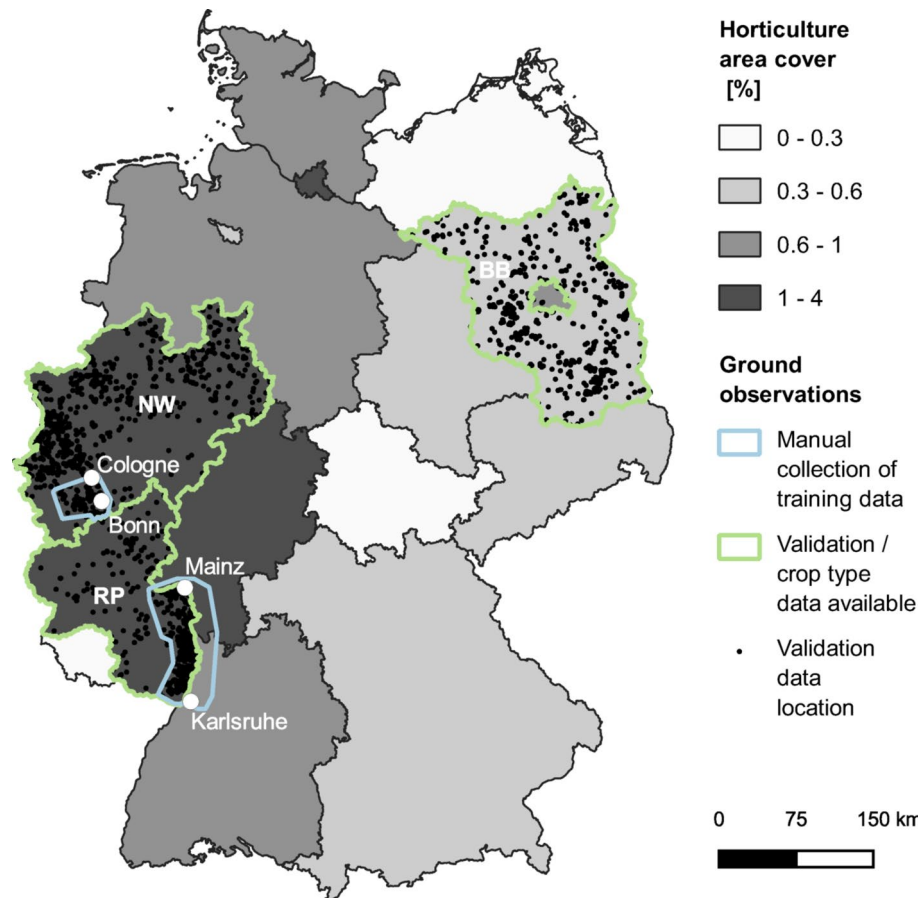 Horticulture
area cover
[%]
0 - 0.3
0.3 - 0.6
0.6 - 1
1 - 4
Ground
observations
Manual
collection of
training data
Validation /
crop type
data available
Validation
data
location
0 75 150 km
BB
NW
Cologne
Bonn
Mainz
RP
Karlsruhe